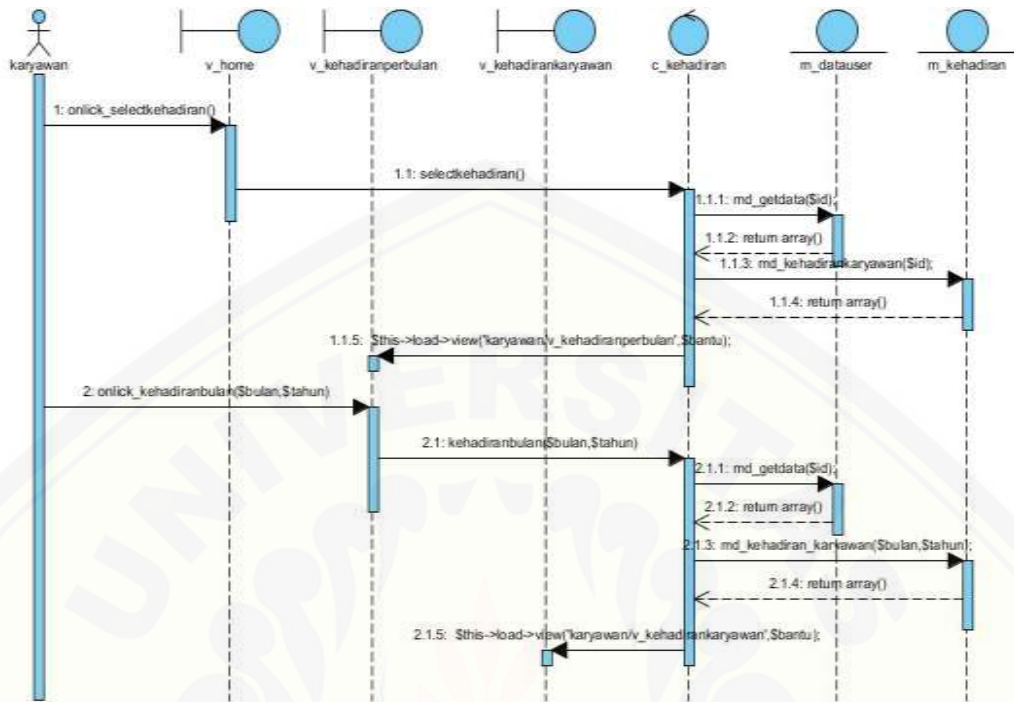 karyawan
v_home
v_kehadiranperbulan
v_kehadirankaryawan
c_kehadiran
m_datauser
m_kehadiran
1: onlick_selectkehadiran()
1.1: selectkehadiran()
1.1.1: md_getdata($id);
1.1.2: return array()
1.1.3: md_kehadirankaryawan($id);
1.1.4: return array()
1.1.5: $this->load->view("karyawan/v_kehadiranperbulan',$bantu);
2: onlick_kehadiranbulan($bulan,$tahun)
2.1: kehadiranbulan($bulan,$tahun)
2.1.1: md_getdata($id);
2.1.2: return array()
2.1.3: md_kehadiran_karyawan($bulan,$tahun);
2.1.4: return array()
2.1.5: $this->load->view("karyawan/v_kehadirankaryawan',$bantu);
UNIVERSITAS